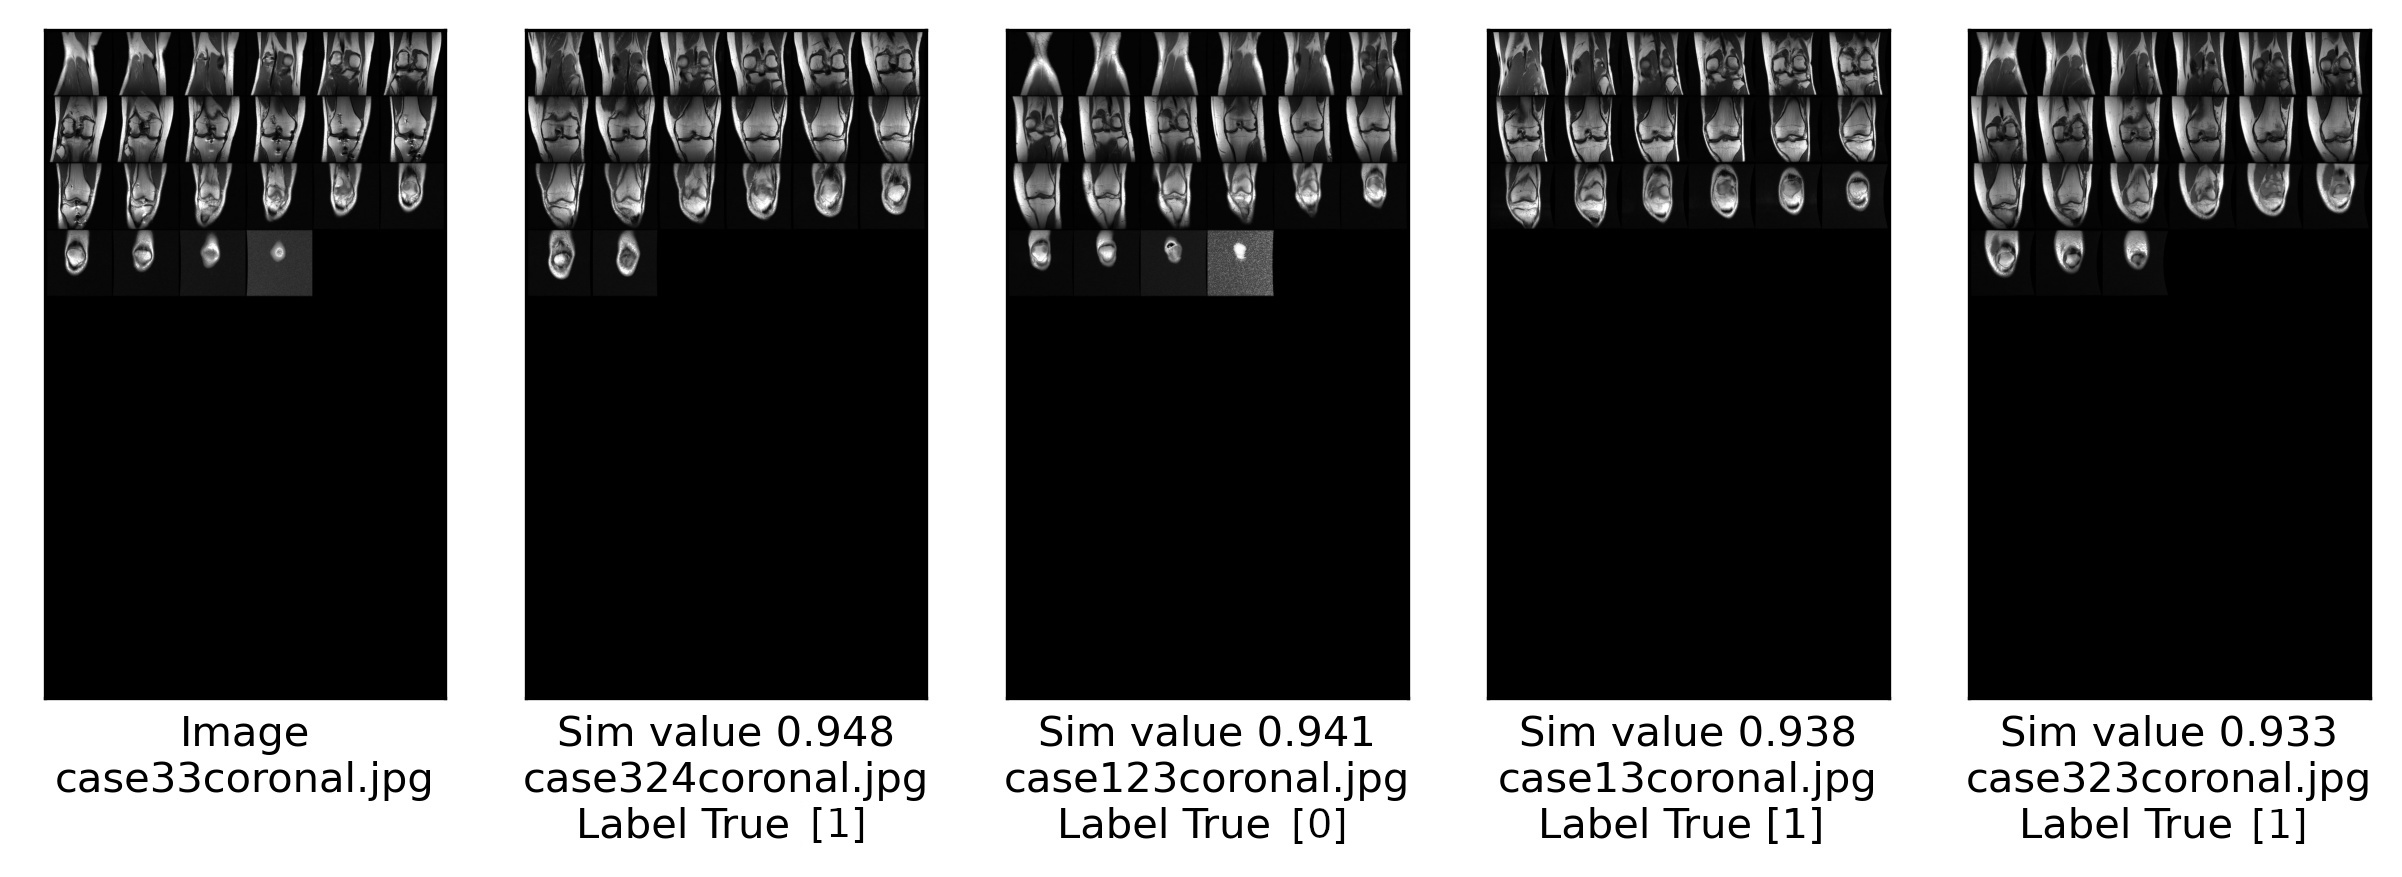 Image
case33coronal.jpg
Sim value 0.948
case324coronal.jpg
Label True [1]
Sim value 0.941
case123coronal.jpg
Label True [0]
Sim value 0.938
case13coronal.jpg
Label True [1]
Sim value 0.933
case323coronal.jpg
Label True [1]